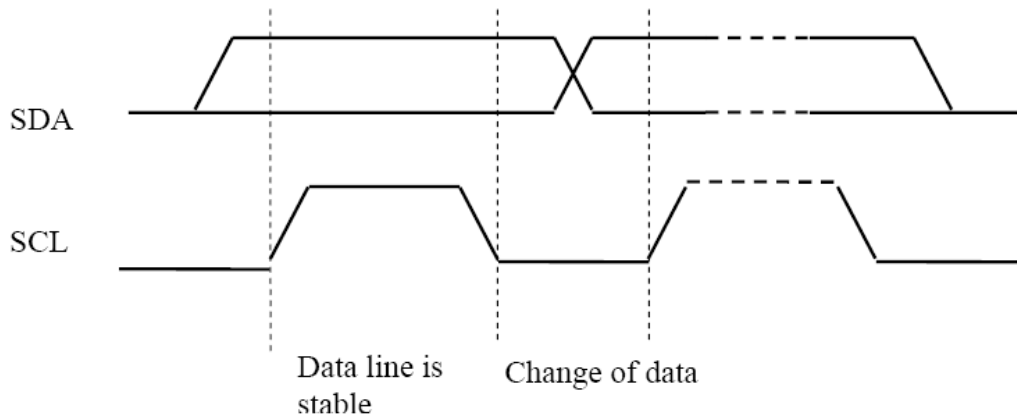 SDA
SCL
Data line is
stable
Change of data